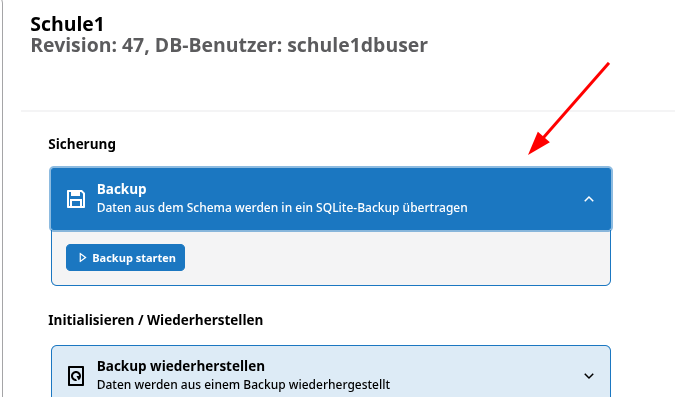 Schule1
Revision: 47, DB-Benutzer: schule1dbuser
Sicherung
Backup
Daten aus dem Schema werden in ein SQLite-Backup übertragen
Backup starten
Initialisieren / Wiederherstellen
Backup wiederherstellen
Daten werden aus einem Backup wiederhergestellt